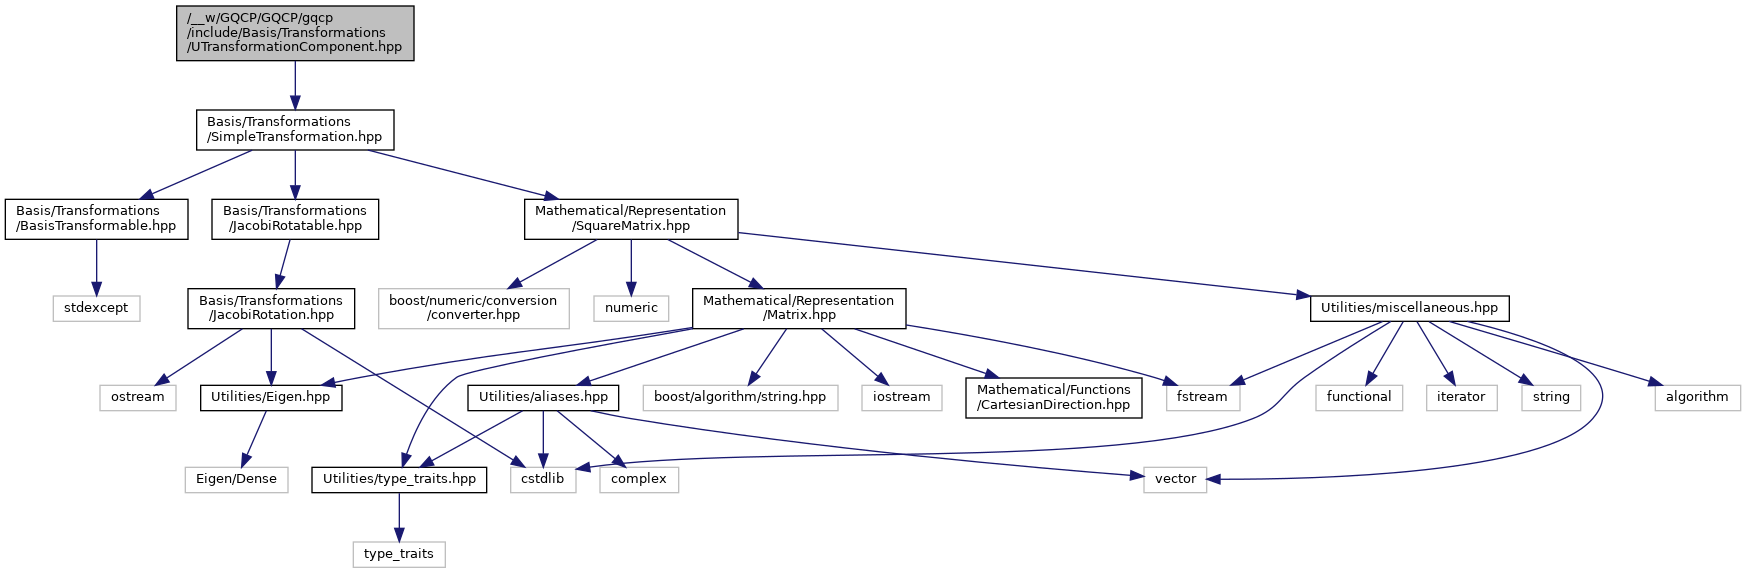 /__w/GQCP/GQCP/gqcp
/include/Basis/Transformations
/UTransformationComponent.hpp
Basis/Transformations
/SimpleTransformation.hpp
Basis/Transformations
/BasisTransformable.hpp
Basis/Transformations
/JacobiRotatable.hpp
Mathematical/Representation
/SquareMatrix.hpp
stdexcept
Basis/Transformations
/JacobiRotation.hpp
boost/numeric/conversion
/converter.hpp
numeric
Mathematical/Representation
/Matrix.hpp
Utilities/miscellaneous.hpp
ostream
Utilities/Eigen.hpp
Utilities/aliases.hpp
boost/algorithm/string.hpp
iostream
Mathematical/Functions
/CartesianDirection.hpp
fstream
functional
iterator
string
algorithm
Eigen/Dense
Utilities/type_traits.hpp
cstdlib
complex
vector
type_traits